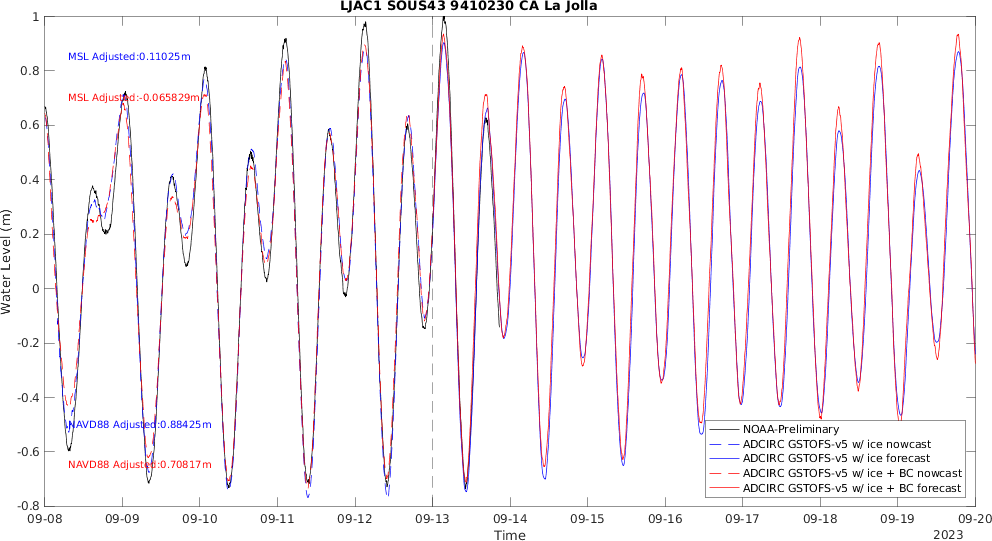 LJAC1 SOUS43 9410230 CA La Jolla
MSL Adjusted:0.11025m
MSL Adjusted:-0.065829m
NAVD88 Adjusted:0.88425m
NAVD88 Adjusted:0.70817m
Water Level (m)
1
0.8
0.6
0.4
0.2
0
-0.2
-0.4
-0.6
-0.8
NOAA-Preliminary
ADCIRC GSTOFS-v5 w/ ice nowcast
ADCIRC GSTOFS-v5 w/ ice forecast
ADCIRC GSTOFS-v5 w/ ice + BC nowcast
ADCIRC GSTOFS-v5 w/ ice + BC forecast
09-08 09-09 09-10 09-11 09-12 09-13 09-14 09-15 09-16 09-17 09-18 09-19 09-20
Time
2023